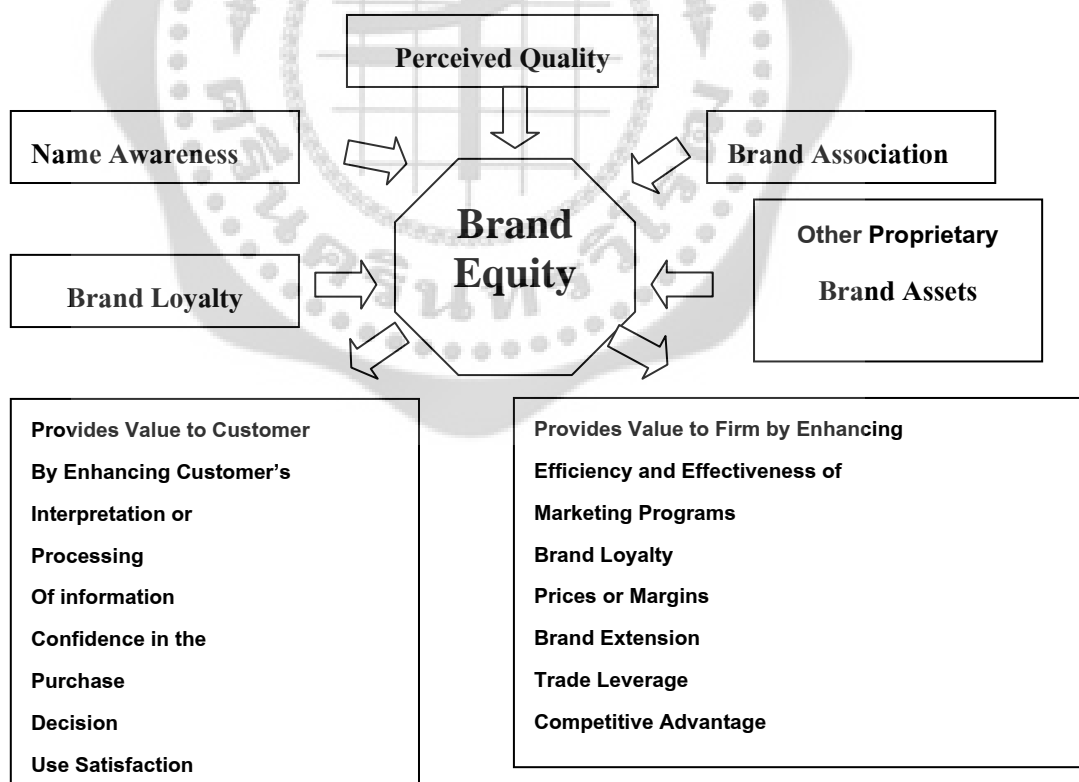 Perceived Quality
Name Awareness
Brand Association
Brand
Equity
Other Proprietary
Brand Assets
Brand Loyalty
Provides Value to Customer
By Enhancing Customer’s
Interpretation or
Processing
Of information
Confidence in the
Purchase
Decision
Use Satisfaction
Provides Value to Firm by Enhancing
Efficiency and Effectiveness of
Marketing Programs
Brand Loyalty
Prices or Margins
Brand Extension
Trade Leverage
Competitive Advantage